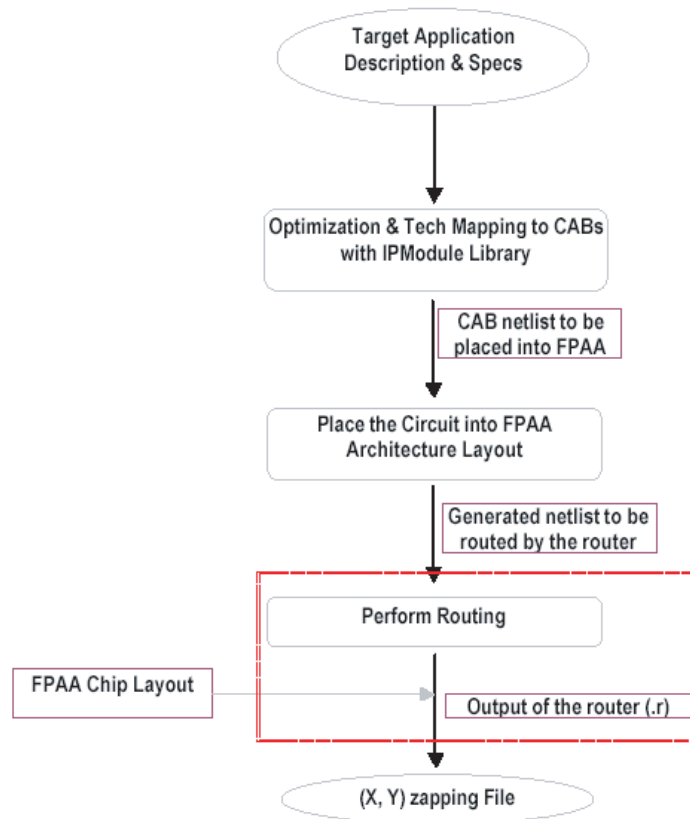 Target Application
Description & Specs
Optimization & Tech Mapping to CABs
with IPModule Library
CAB netlist to be
placed into FPAA
Place the Circuit into FPAA
Architecture Layout
Generated netlist to be
routed by the router
Perform Routing
FPAA Chip Layout
Output of the router (.r)
(X, Y) zapping File